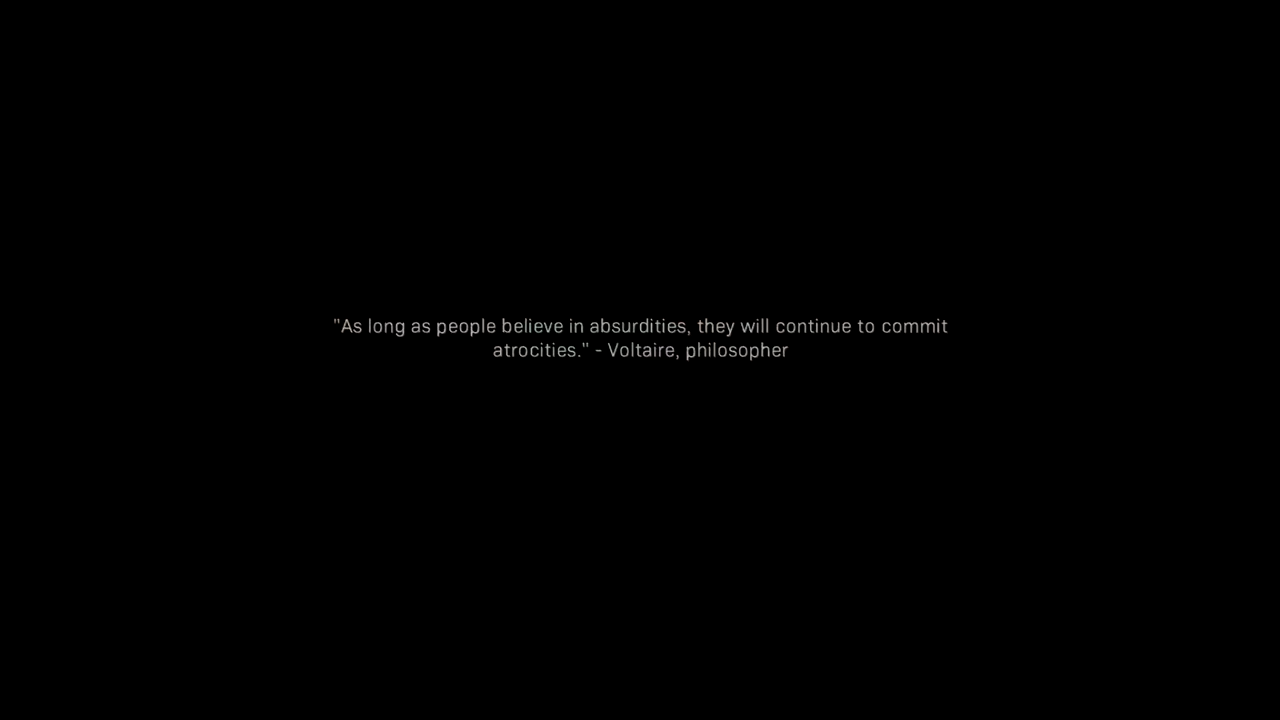 "As long as people believe in absurdities, they will continue to commit
atrocities." - Voltaire, philosopher